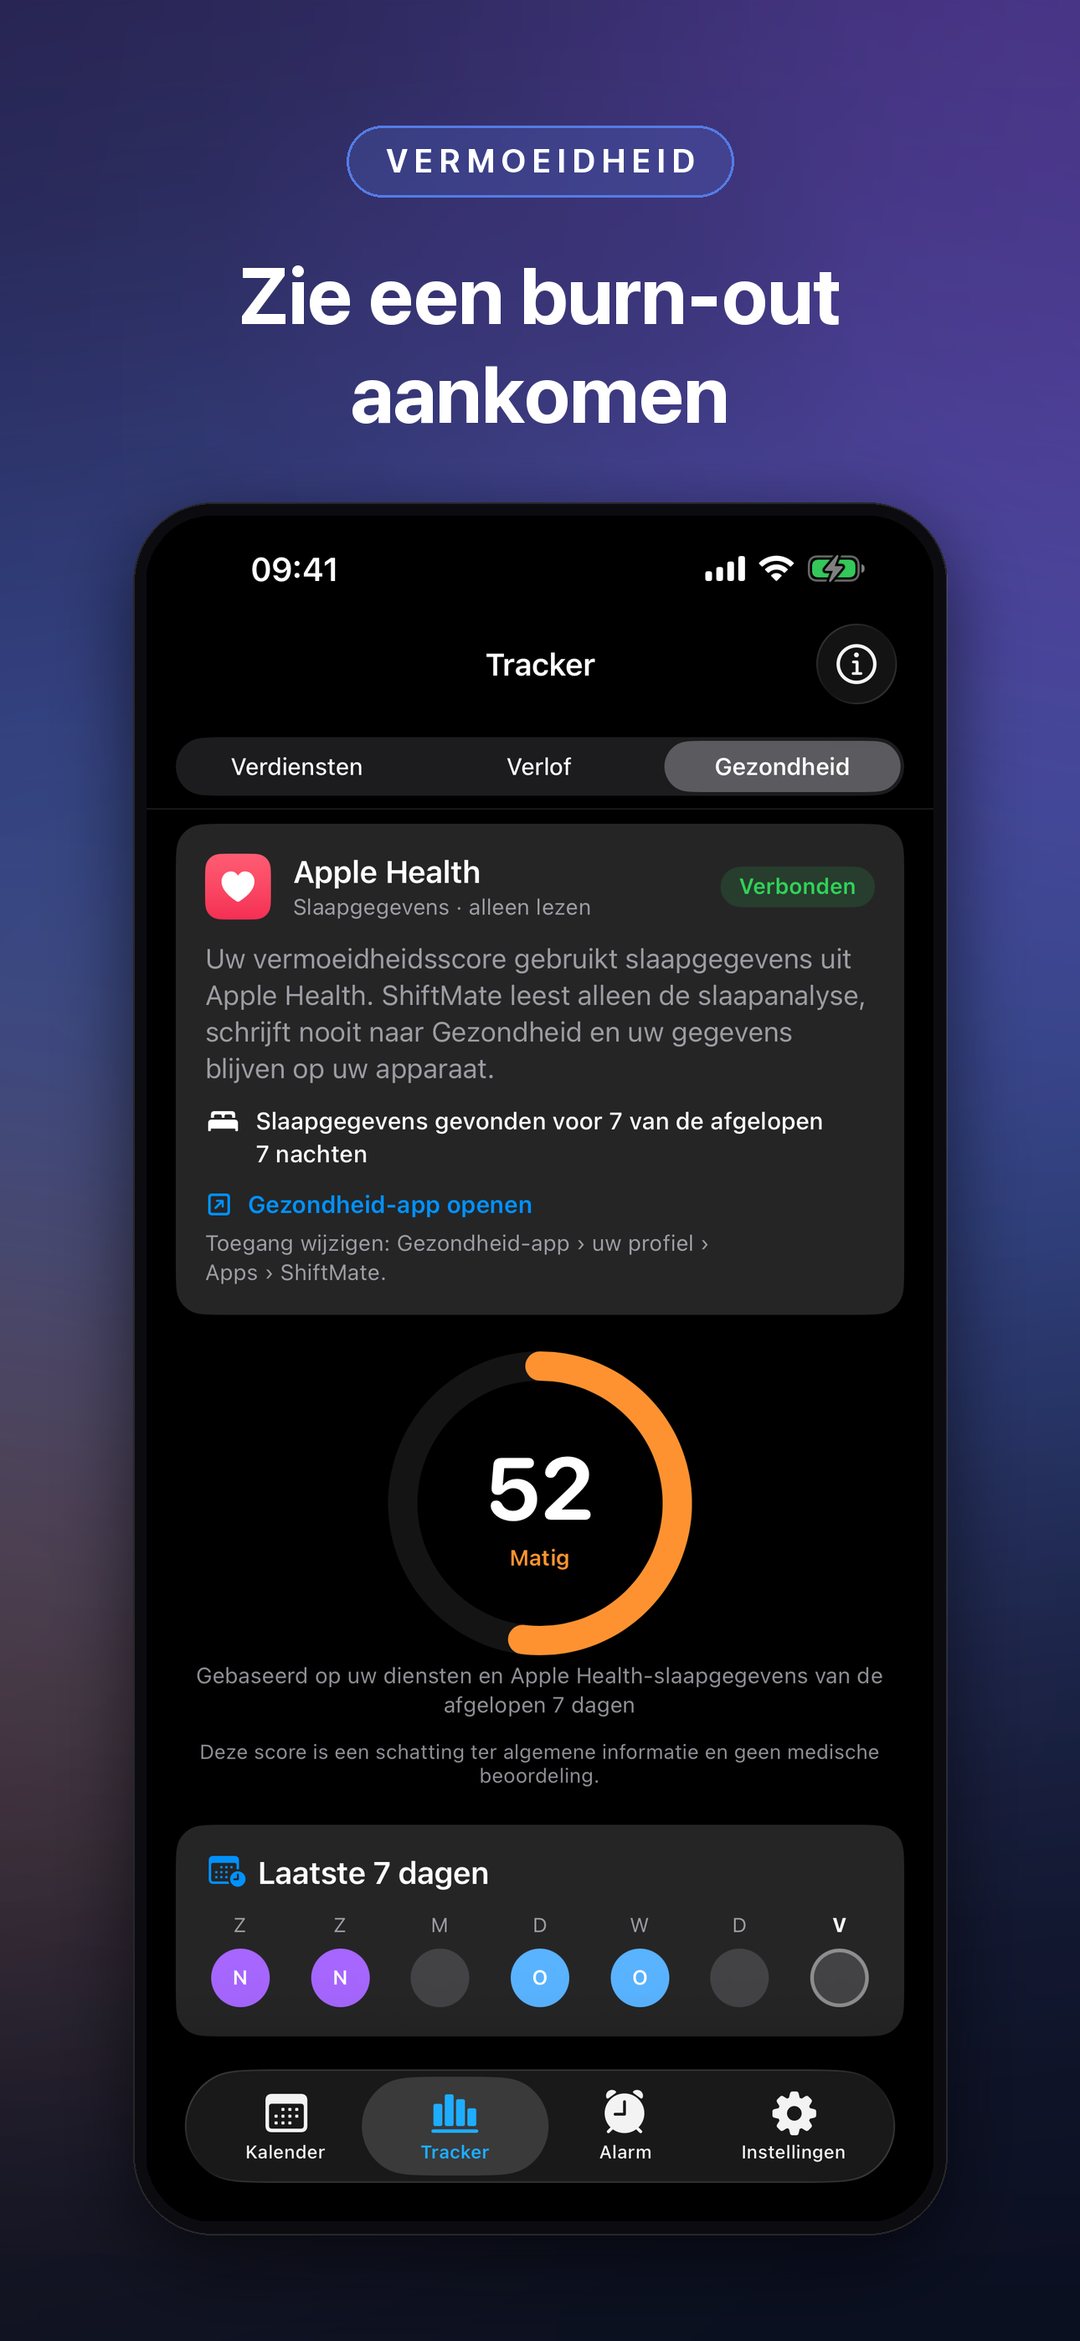 VERMOEIDHEID
Zie een burn-out
aankomen
09:41
Tracker
Verdiensten
Verlof
Gezondheid
Apple Health
Slaapgegevens · alleen lezen
Verbonden
Uw vermoeidheidsscore gebruikt slaapgegevens uit
Apple Health. ShiftMate leest alleen de slaapanalyse,
schrijft nooit naar Gezondheid en uw gegevens
blijven op uw apparaat.
Slaapgegevens gevonden voor 7 van de afgelopen
7 nachten
Gezondheid-app openen
Toegang wijzigen: Gezondheid-app › uw profiel ›
Apps › ShiftMate.
52
Matig
Gebaseerd op uw diensten en Apple Health-slaapgegevens van de
afgelopen 7 dagen
Deze score is een schatting ter algemene informatie en geen medische
beoordeling.
Laatste 7 dagen
Z Z M D W D V
N N O O
Kalender
Tracker
Alarm
Instellingen